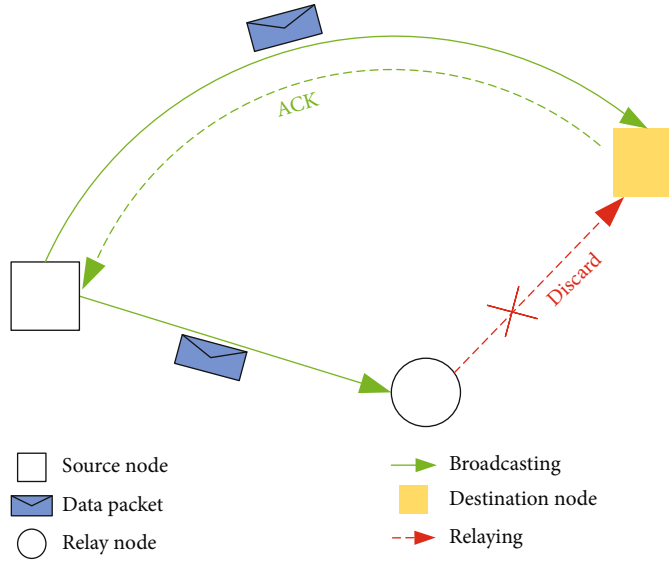 ACK
Discard
Source node
Data packet
Relay node
Broadcasting
Destination node
Relaying